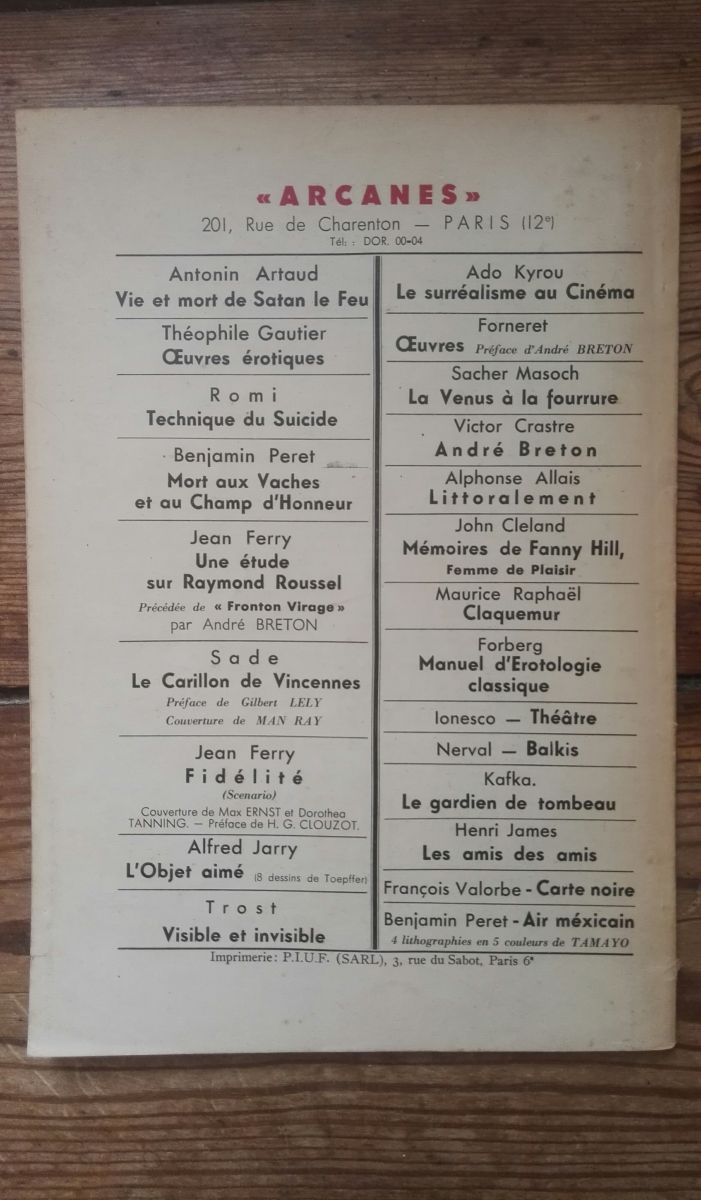 « ARCANES »
201, Rue de Charenton — PARIS (12e)
Tél: : DOR. 00-04
Antonin Artaud
Vie et mort de Satan le Feu
Théophile Gautier
Œuvres érotiques
Romi
Technique du Suicide
Benjamin Peret
Mort aux Vaches
et au Champ d'Honneur
Jean Ferry
Une étude
sur Raymond Roussel
Précédée de « Fronton Virage »
par André BRETON
Sade
Le Carillon de Vincennes
Préface de Gilbert LELY
Couverture de MAN RAY
Jean Ferry
Fidélité
(Scenario)
Couverture de Max ERNST et Dorothea
TANNING. — Préface de H. G. CLOUZOT.
Alfred Jarry
L'Objet aimé (8 dessins de Toepffer)
Trost
Visible et invisible
Ado Kyrou
Le surréalisme au Cinéma
Forneret
Œuvres Préface d'André BRETON
Sacher Masoch
La Venus à la fourrure
Victor Crastre
André Breton
Alphonse Allais
Littoralement
John Cleland
Mémoires de Fanny Hill,
Femme de Plaisir
Maurice Raphaël
Claquemur
Forberg
Manuel d'Erotologie
classique
Ionesco — Théâtre
Nerval — Balkis
Kafka.
Le gardien de tombeau
Henri James
Les amis des amis
François Valorbe - Carte noire
Benjamin Peret - Air méxicain
4 lithographies en 5 couleurs de TAMAYO
Imprimerie: P.I.U.F. (SARL), 3, rue du Sabot, Paris 6e